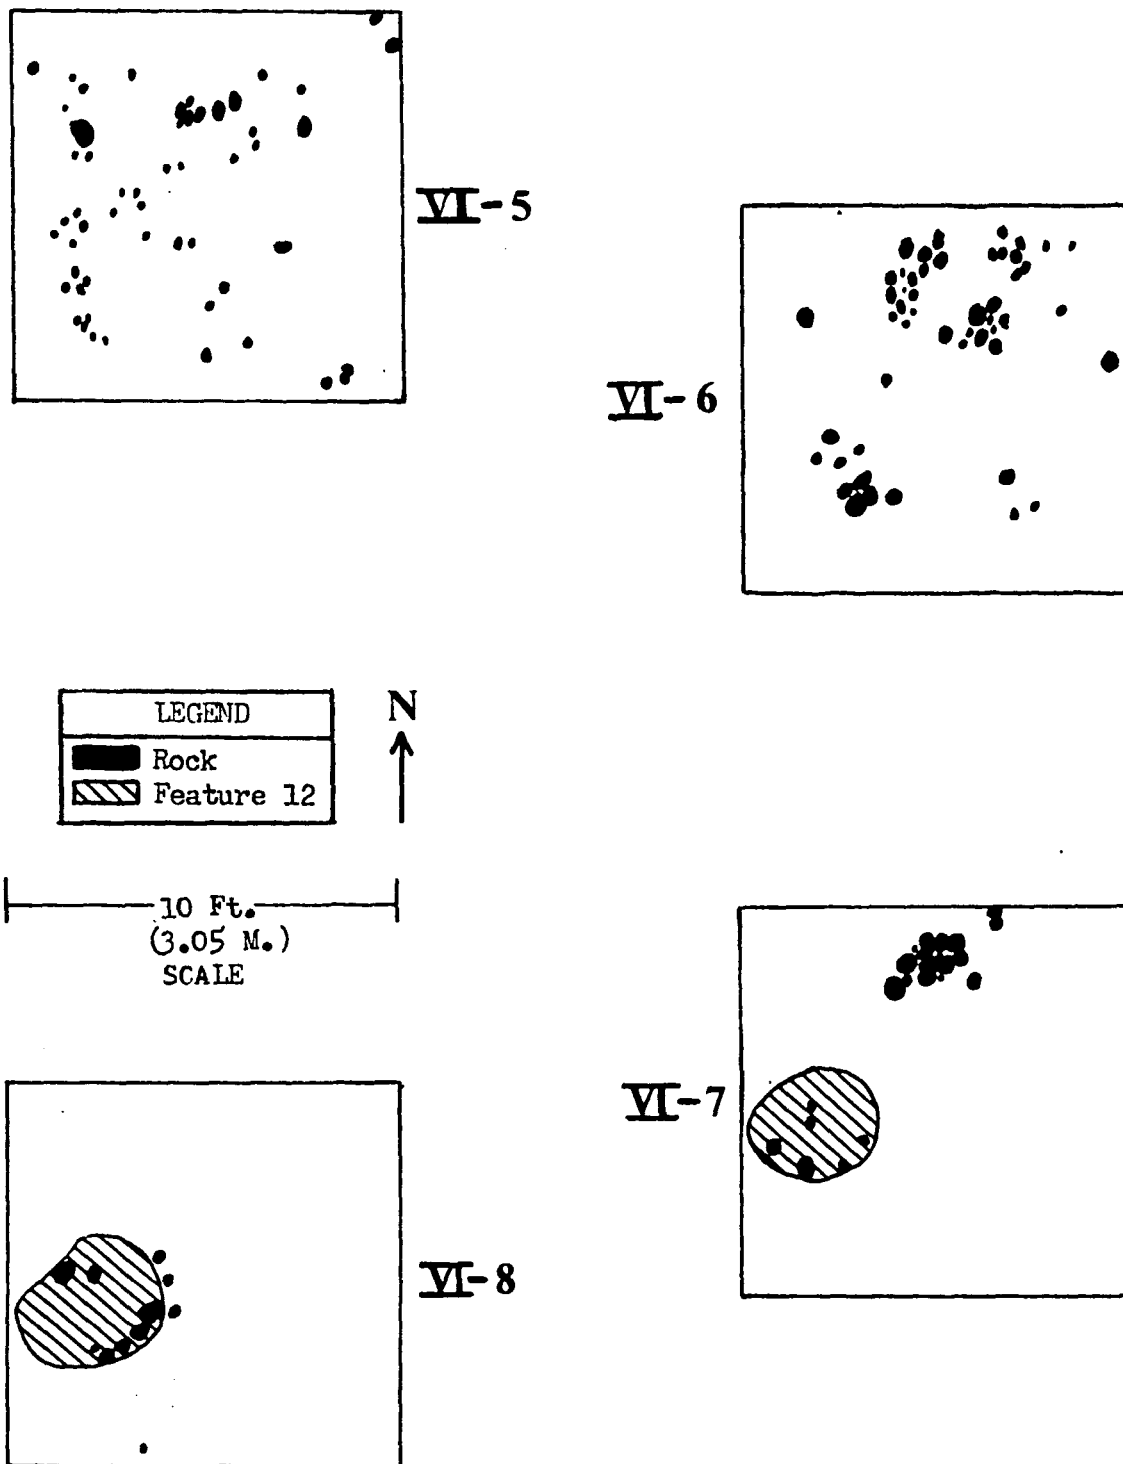 VI-5
VI-6
LEGEND
Rock
Feature 12
N
10 Ft.
(3.05 M.)
SCALE
VI-7
VI-8